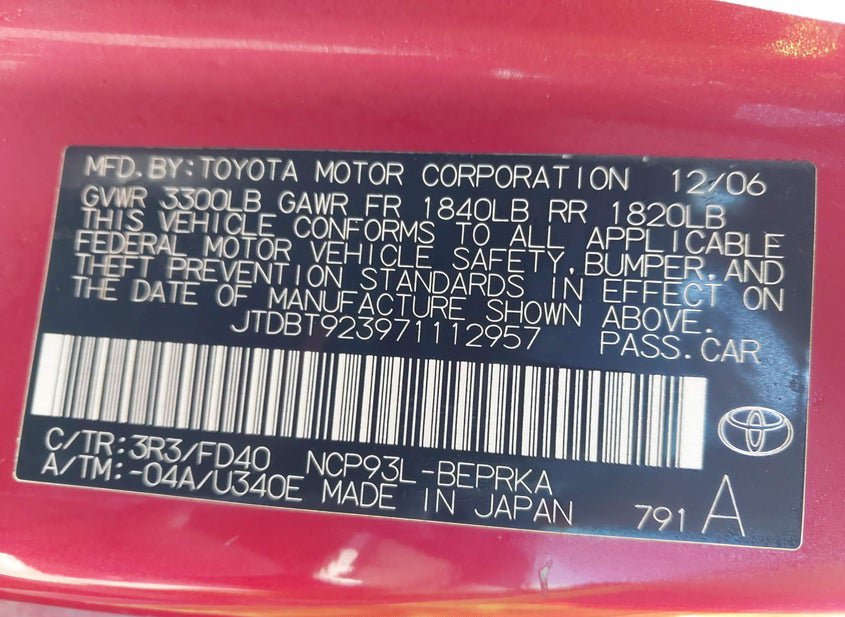 MFD.BY:TOYOTA MOTOR CORPORATION 12/06
GVWR 3300LB GAWR FR 1840LB RR 1820LB
THIS VEHICLE CONFORMS TO ALL APPLICABLE
FEDERAL MOTOR VEHICLE SAFETY,BUMPER,AND
THEFT PREVENTION STANDARDS IN EFFECT ON
THE DATE OF MANUFACTURE SHOWN ABOVE.
JTDBT923971112957 PASS.CAR
C/TR:3R3/FD40 NCP93L-BEPRKA
A/TM:-04A/U340E MADE IN JAPAN 791 A